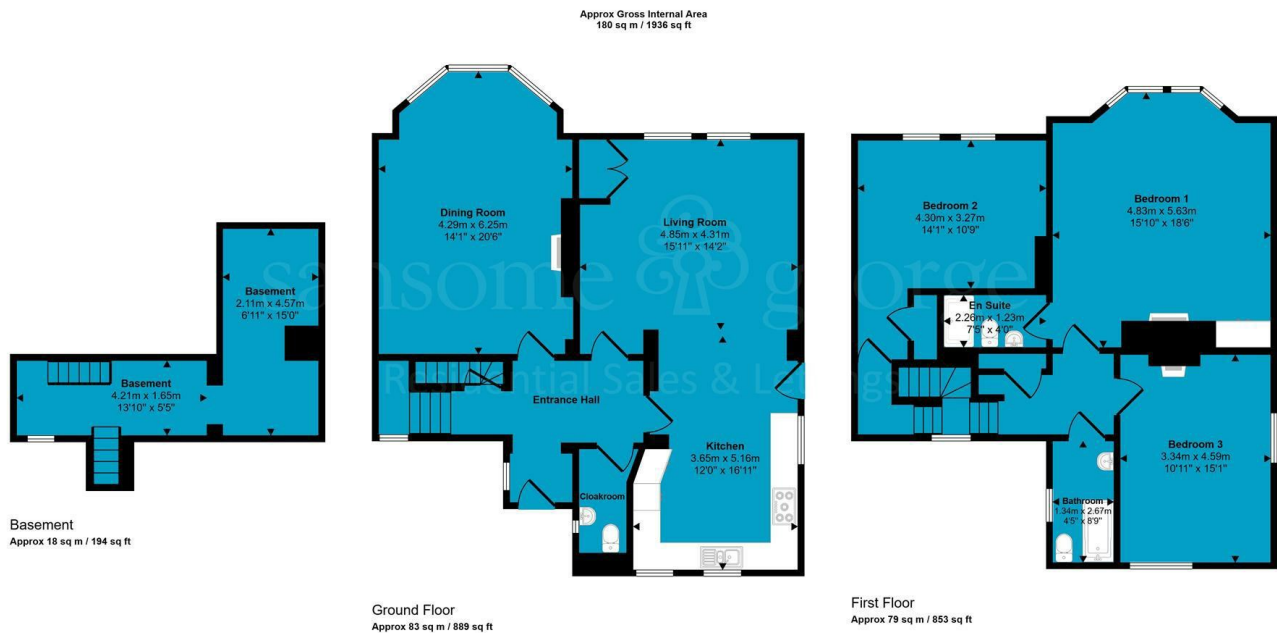 Approx Gross Internal Area
180 sq m / 1936 sq ft
Basement
2.11m x 4.57m
6'11" x 15'0"
Basement
4.21m x 1.65m
13'10" x 5'5"
Basement
Approx 18 sq m / 194 sq ft
Dining Room
4.29m x 6.25m
14'1" x 20'6"
Living Room
4.85m x 4.31m
15'11" x 14'2"
Entrance Hall
Kitchen
3.65m x 5.16m
12'0" x 16'11"
Cloakroom
Ground Floor
Approx 83 sq m / 889 sq ft
Bedroom 2
4.30m x 3.27m
14'1" x 10'9"
Bedroom 1
4.83m x 5.63m
15'10" x 18'6"
En Suite
2.26m x 1.23m
7'5" x 4'0"
Bedroom 3
3.34m x 4.59m
10'11" x 15'1"
Bathroom
1.34m x 2.67m
4'5" x 8'9"
First Floor
Approx 79 sq m / 853 sq ft
sansome george
Residential Sales & Lettings